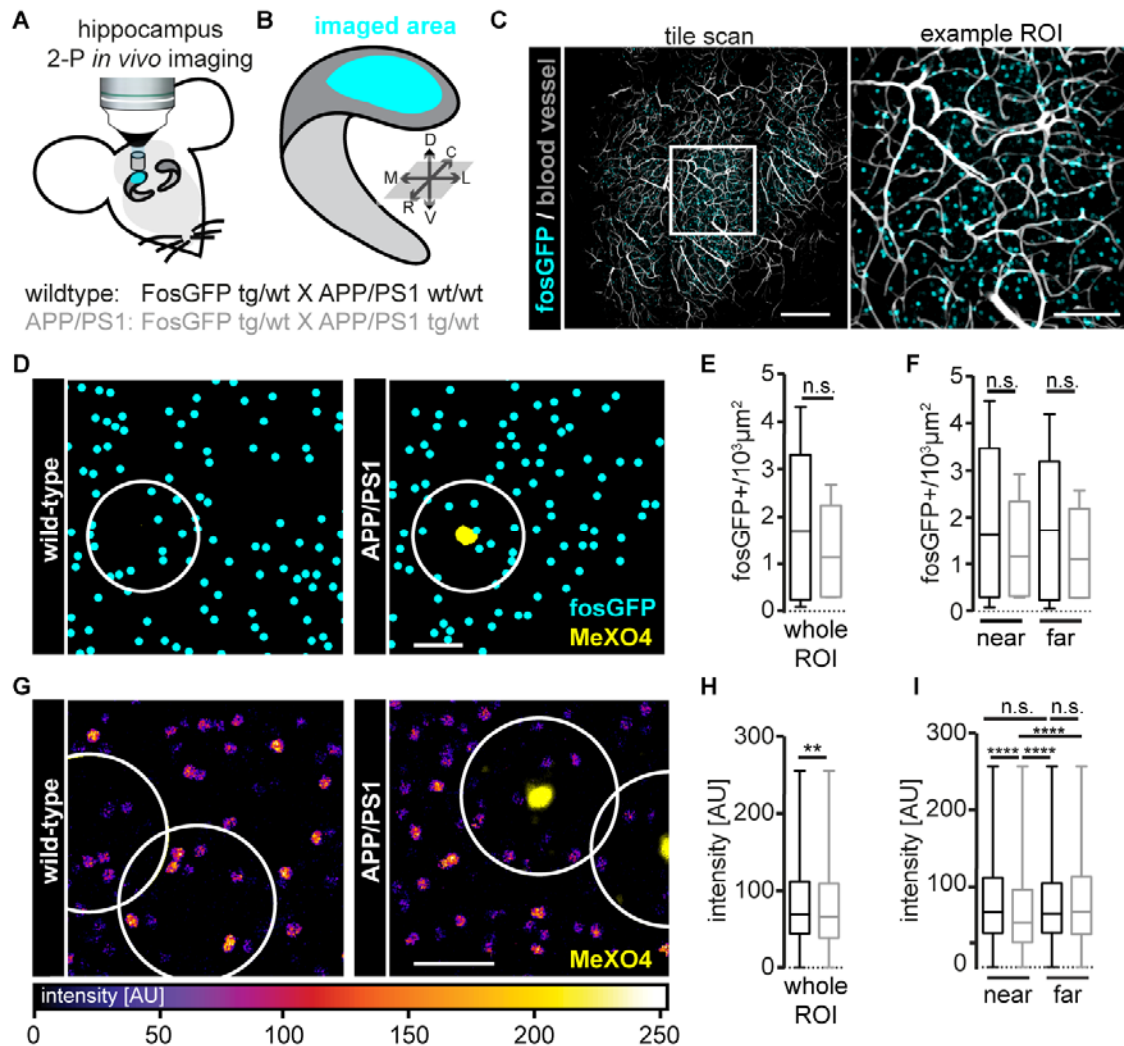 A
hippocampus
2-P in vivo imaging
B
imaged area
D
C
M
L
R
V
wildtype: FosGFP tg/wt X APP/PS1 wt/wt
APP/PS1: FosGFP tg/wt X APP/PS1 tg/wt
C
fosGFP / blood vessel
tile scan
example ROI
D
wild-type
APP/PS1
fosGFP
MeXO4
E
fosGFP+/10³µm²
5
4
3
2
1
0
n.s.
whole
ROI
F
fosGFP+/10³µm²
5
4
3
2
1
0
n.s.
n.s.
near
far
G
wild-type
APP/PS1
MeXO4
intensity [AU]
0
50
100
150
200
250
H
intensity [AU]
300
200
100
0
**
whole
ROI
I
intensity [AU]
300
200
100
0
n.s.
n.s.
****
****
****
near
far